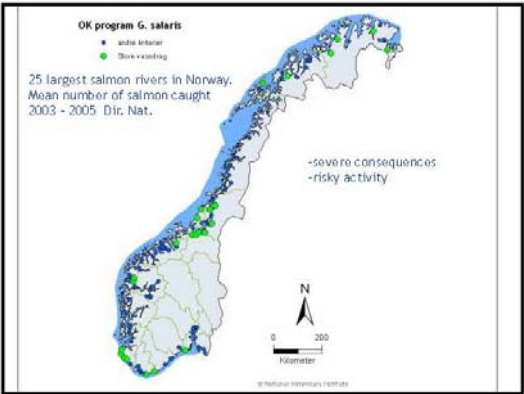 OK program G. salaris
andre kriterier
Store vassdrag
25 largest salmon rivers in Norway.
Mean number of salmon caught
2003 - 2005 Dir. Nat.
-severe consequences
-risky activity
N
0 200
Kilometer
© National Veterinary Institute